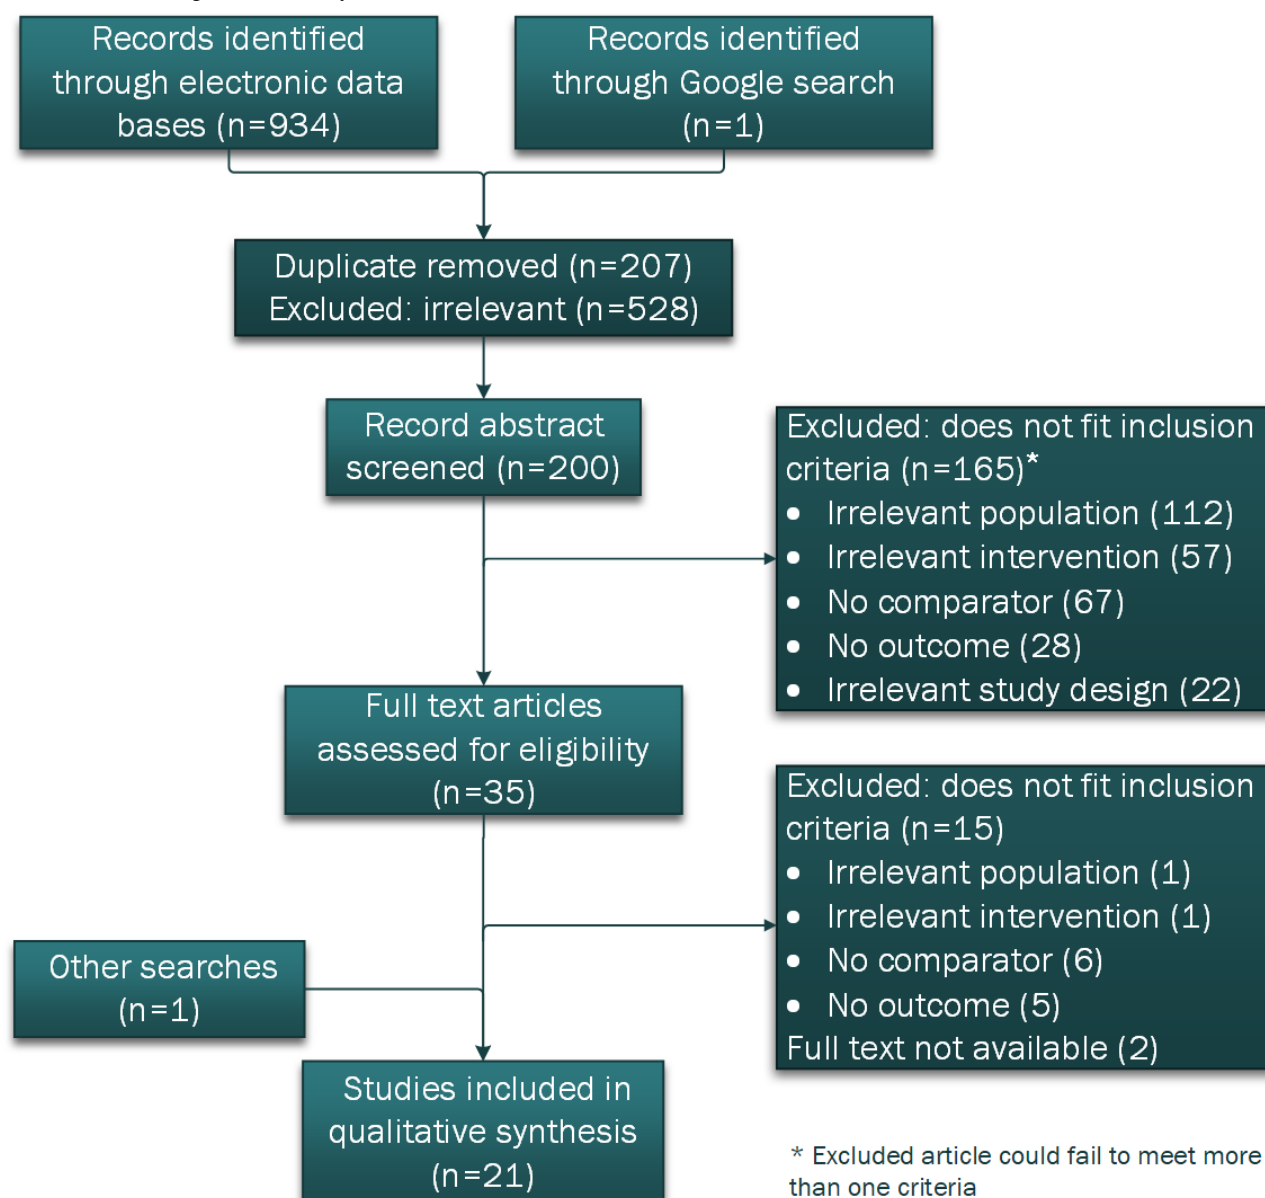 Records identified
through electronic data
bases (n=934)
Records identified
through Google search
(n=1)
Duplicate removed (n=207)
Excluded: irrelevant (n=528)
Record abstract
screened (n=200)
Excluded: does not fit inclusion
criteria (n=165)*
• Irrelevant population (112)
• Irrelevant intervention (57)
• No comparator (67)
• No outcome (28)
• Irrelevant study design (22)
Full text articles
assessed for eligibility
(n=35)
Excluded: does not fit inclusion
criteria (n=15)
• Irrelevant population (1)
• Irrelevant intervention (1)
• No comparator (6)
• No outcome (5)
Full text not available (2)
Other searches
(n=1)
Studies included in
qualitative synthesis
(n=21)
* Excluded article could fail to meet more
than one criteria